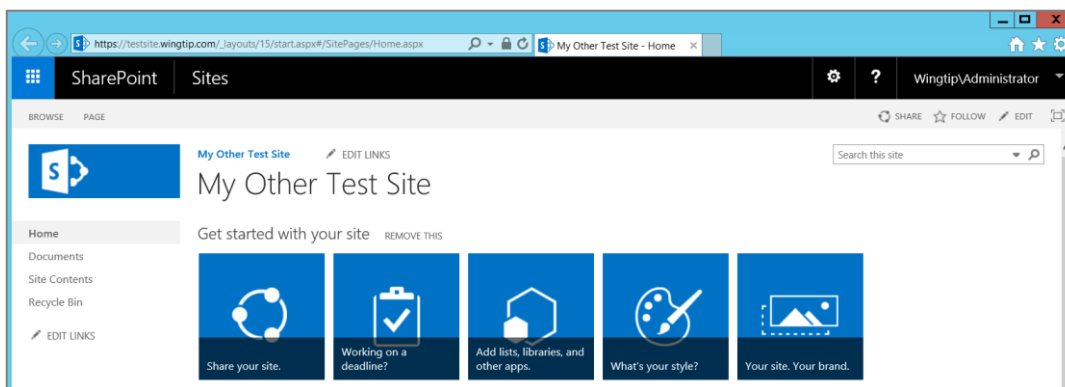 https://testsite.wingtip.com/_layouts/15/start.aspx#/SitePages/Home.aspx
My Other Test Site - Home
SharePoint
Sites
?
Wingtip\Administrator
BROWSE PAGE
SHARE FOLLOW EDIT
S
My Other Test Site EDIT LINKS
Search this site
My Other Test Site
Home
Documents
Site Contents
Recycle Bin
EDIT LINKS
Get started with your site REMOVE THIS
Share your site.
Working on a
deadline?
Add lists, libraries, and
other apps.
What's your style?
Your site. Your brand.